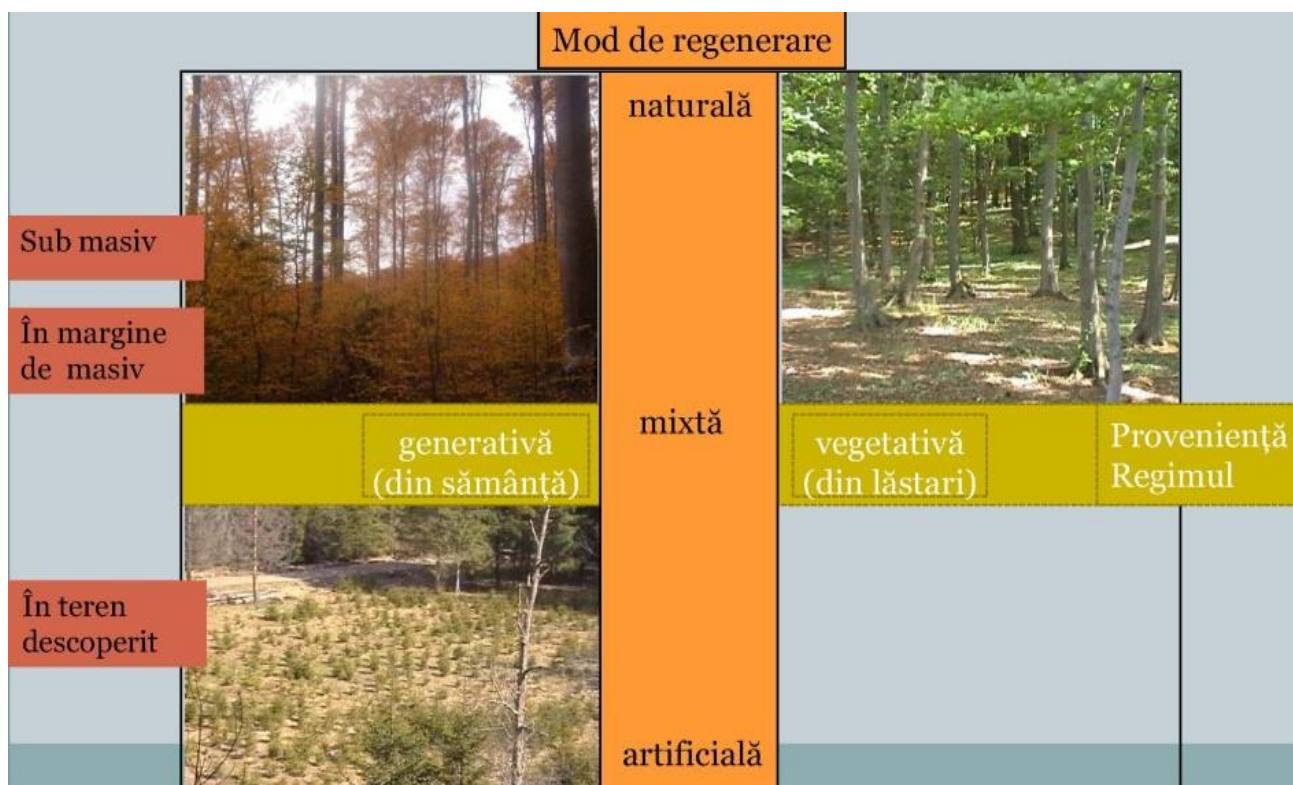 Mod de regenerare
naturală
Sub masiv
În margine
de masiv
mixtă
generativă
(din sămânță)
vegetativă
(din lăstari)
Proveniență
Regimul
În teren
descoperit
artificială